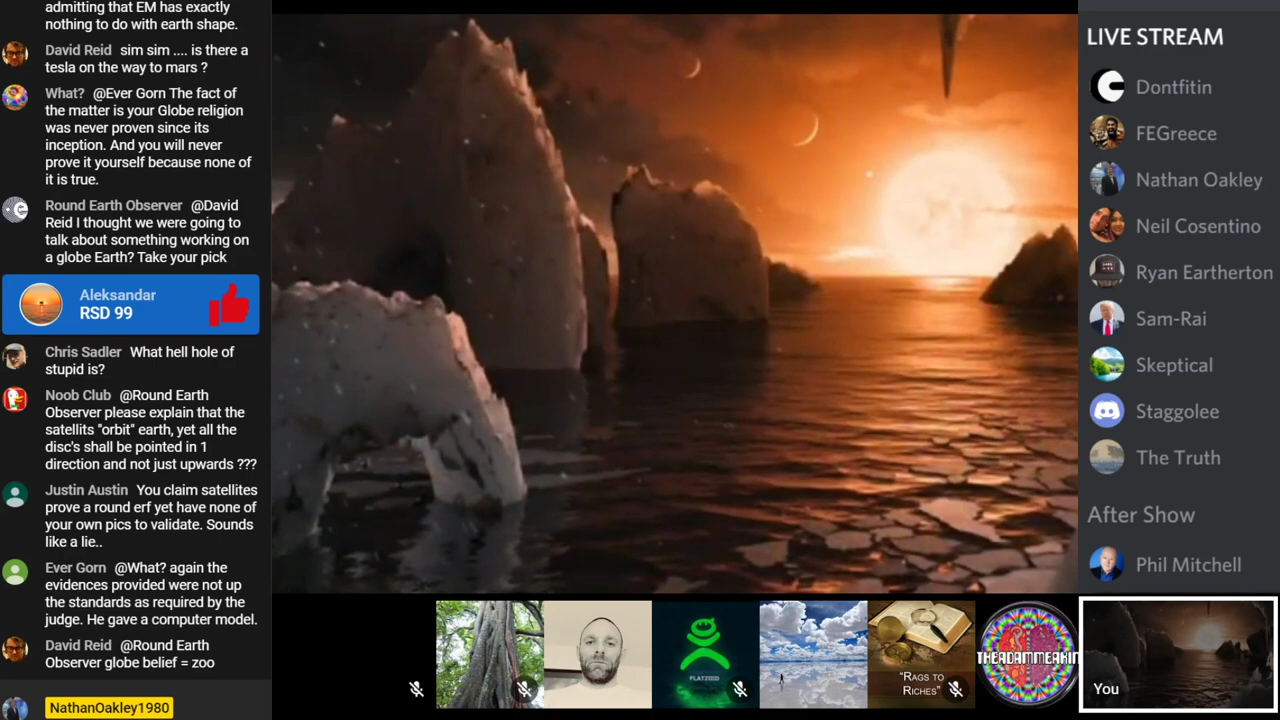 admitting that EM has exactly
nothing to do with earth shape.
David Reid sim sim .... is there a
tesla on the way to mars ?
What? @Ever Gorn The fact of
the matter is your Globe religion
was never proven since its
inception. And you will never
prove it yourself because none of
it is true.
Round Earth Observer @David
Reid I thought we were going to
talk about something working on
a globe Earth? Take your pick
Aleksandar
RSD 99
Chris Sadler What hell hole of
stupid is?
Noob Club @Round Earth
Observer please explain that the
satellits "orbit" earth, yet all the
disc's shall be pointed in 1
direction and not just upwards ???
Justin Austin You claim satellites
prove a round erf yet have none of
your own pics to validate. Sounds
like a lie..
Ever Gorn @What? again the
evidences provided were not up
the standards as required by the
judge. He gave a computer model.
David Reid @Round Earth
Observer globe belief = zoo
NathanOakley1980
FLATZOID
"RAGS TO
RICHES"
THEADAMMEAKIN
You
LIVE STREAM
Dontfitin
FEGreece
Nathan Oakley
Neil Cosentino
Ryan Eartherton
Sam-Rai
Skeptical
Staggolee
The Truth
After Show
Phil Mitchell